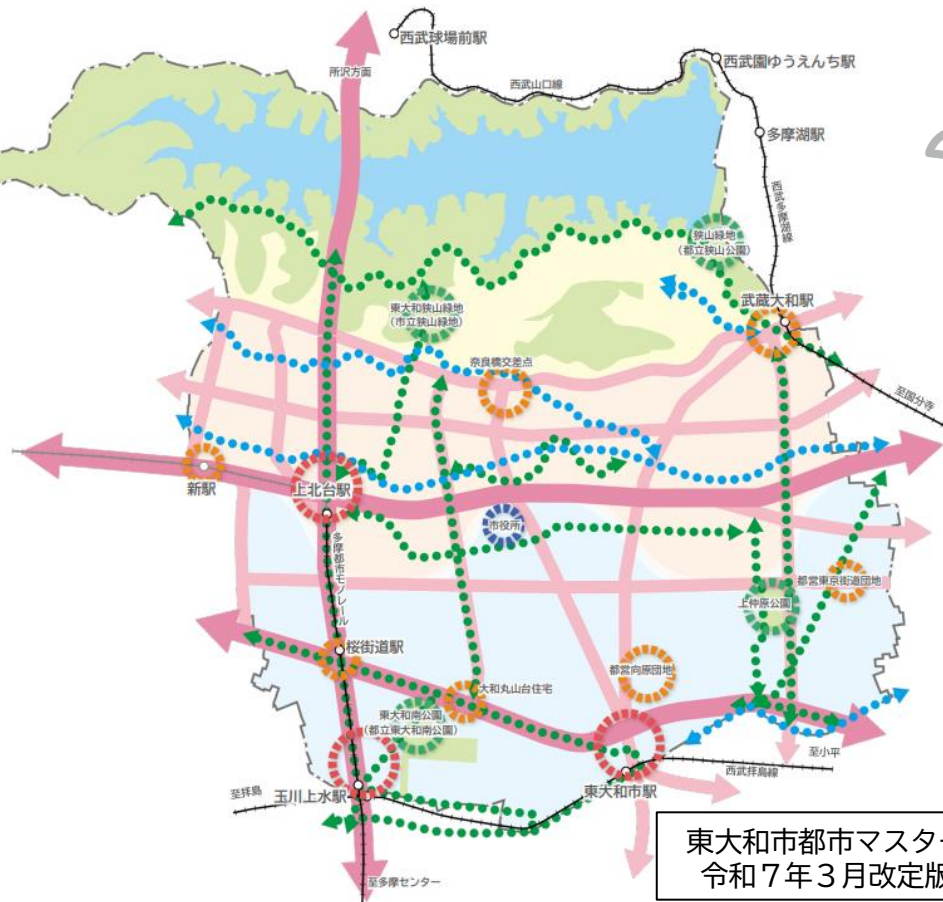 西武球場前駅
所沢方面
西武山口線
西武園ゆうえんち駅
多摩湖駅
西武多摩湖線
狭山緑地
(都立狭山公園)
東大和狭山緑地
(市立狭山緑地)
武蔵大和駅
奈良橋交差点
至国分寺
新駅
上北台駅
市役所
多摩都市モノレール
都営東京街道団地
上仲原公園
桜街道駅
都営向原団地
大和丸山台住宅
東大和南公園
(都立東大和南公園)
至小平
西武拝島線
至拝島
玉川上水駅
東大和市駅
至多摩センター
東大和市都市マスター
令和7年3月改定版